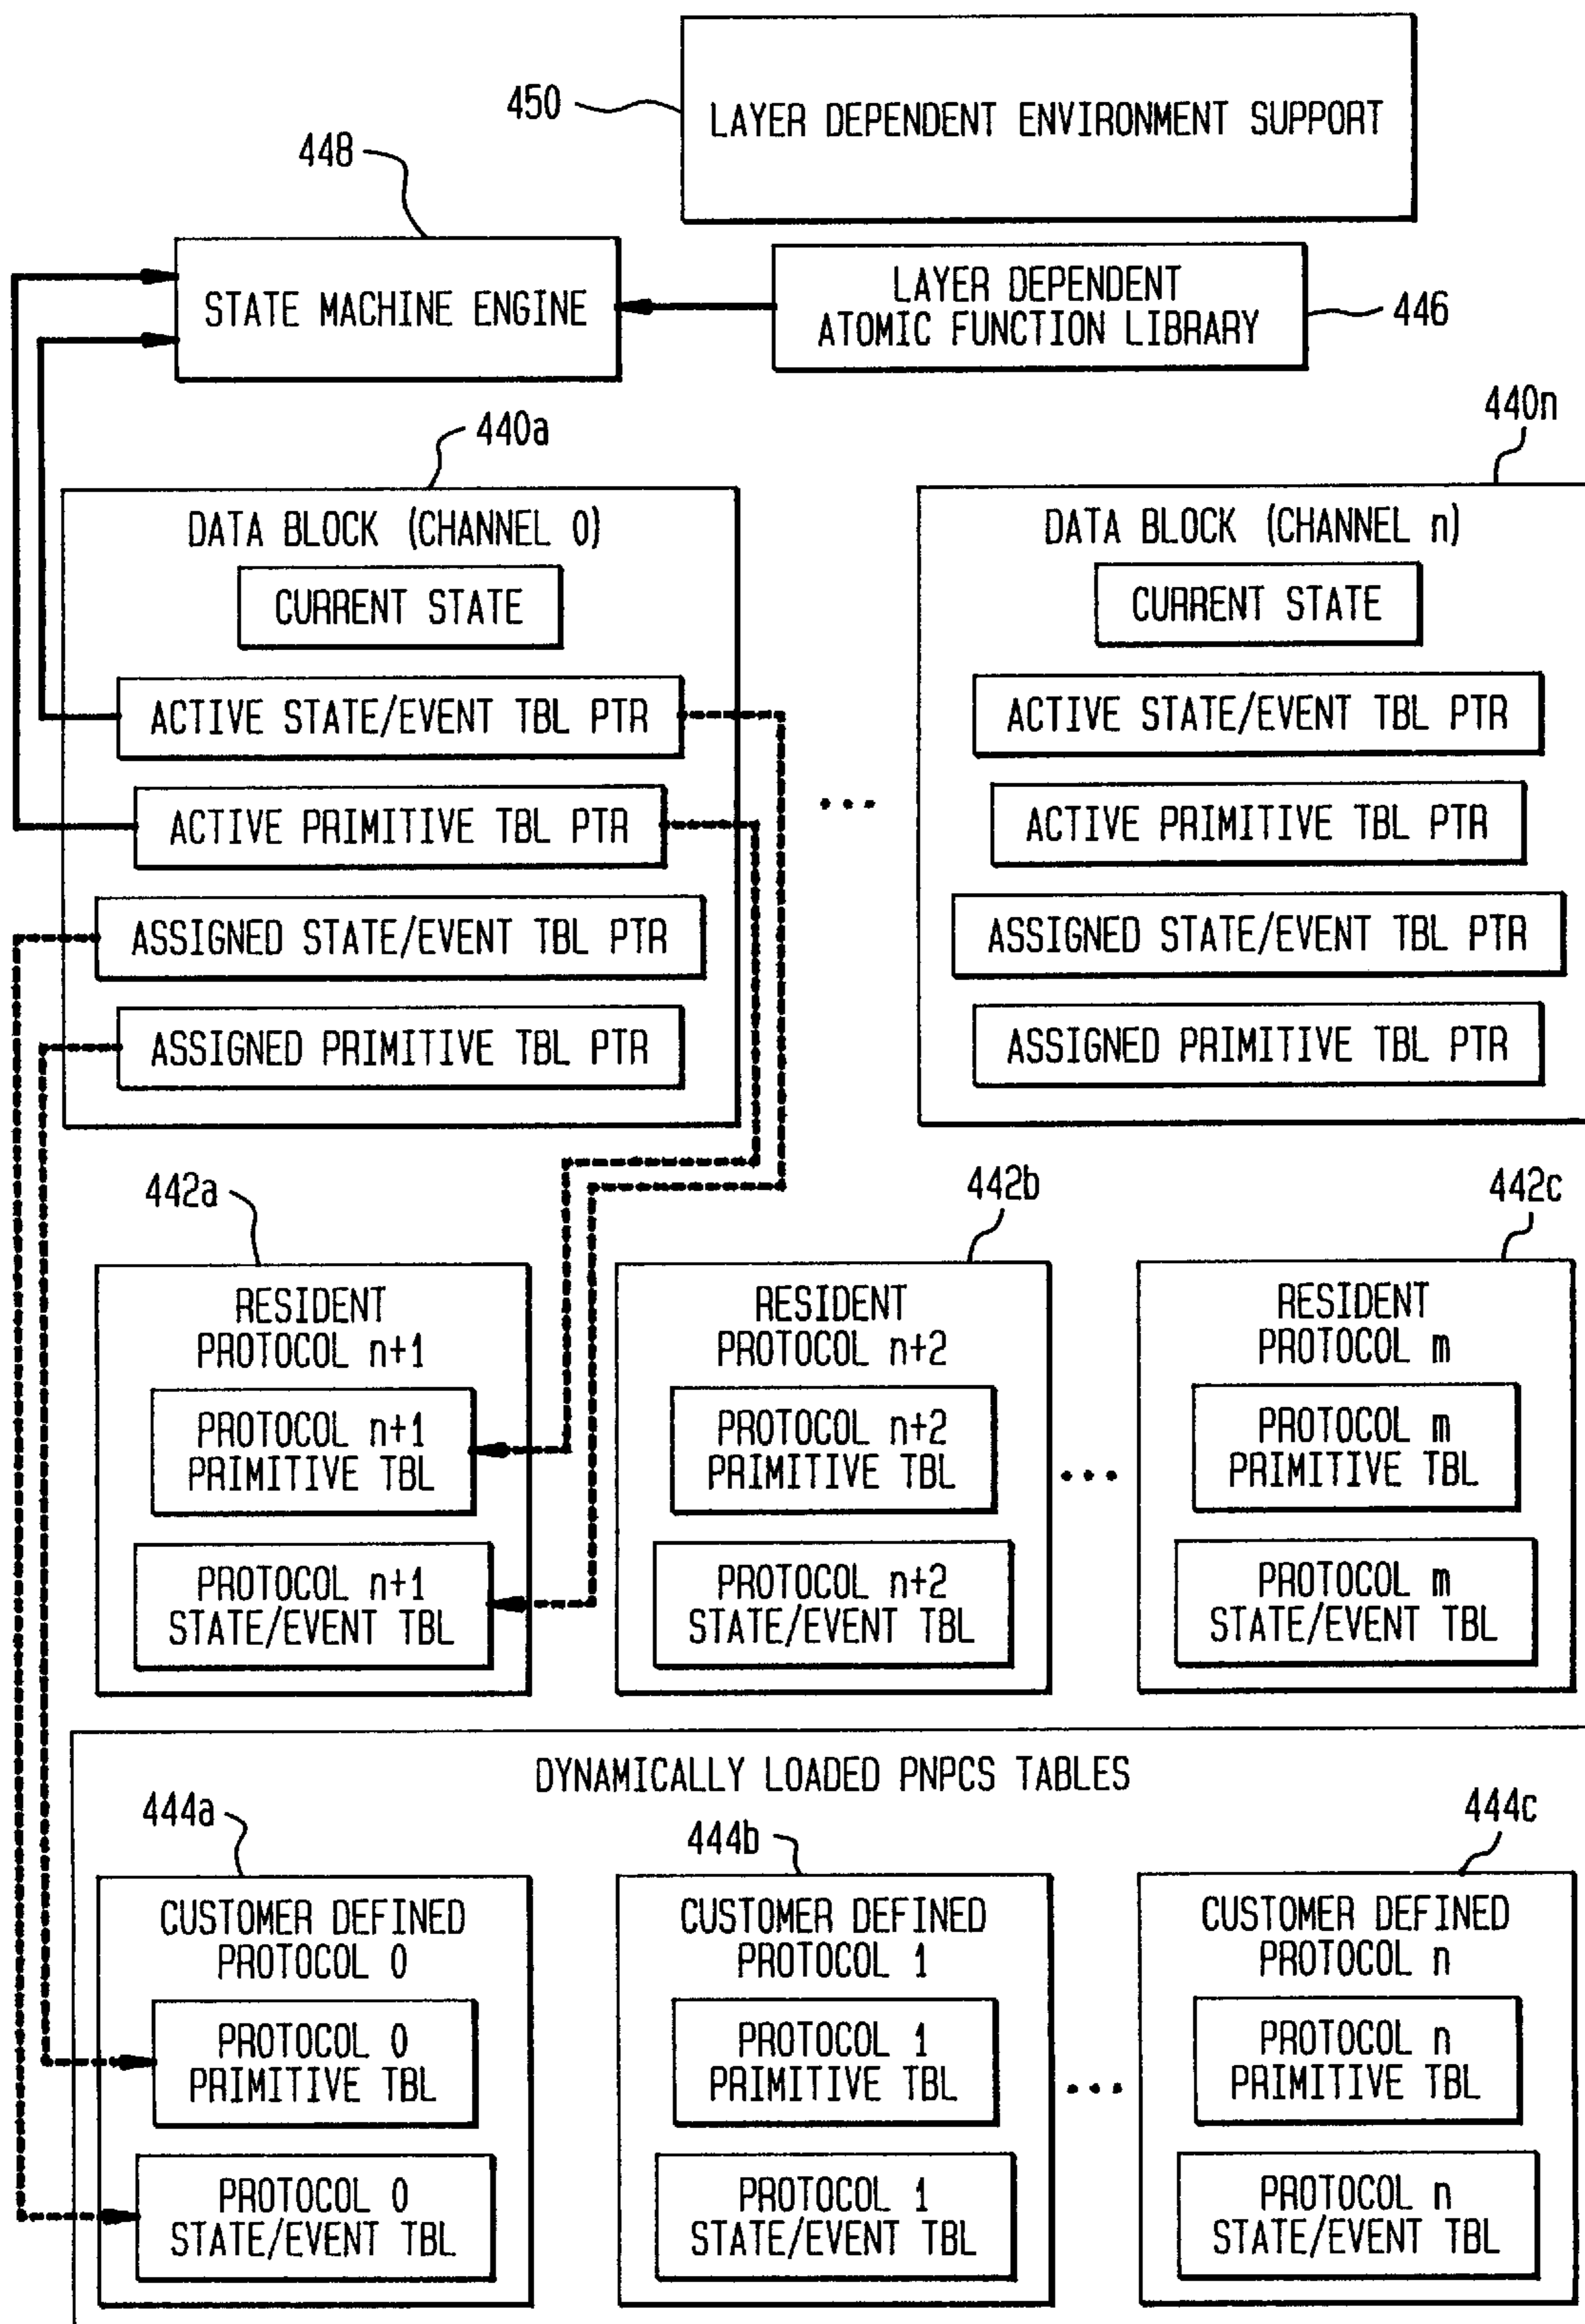 450
LAYER DEPENDENT ENVIRONMENT SUPPORT
448
STATE MACHINE ENGINE
LAYER DEPENDENT
ATOMIC FUNCTION LIBRARY
446
440a
DATA BLOCK (CHANNEL 0)
CURRENT STATE
ACTIVE STATE/EVENT TBL PTR
ACTIVE PRIMITIVE TBL PTR
ASSIGNED STATE/EVENT TBL PTR
ASSIGNED PRIMITIVE TBL PTR
...
440n
DATA BLOCK (CHANNEL n)
CURRENT STATE
ACTIVE STATE/EVENT TBL PTR
ACTIVE PRIMITIVE TBL PTR
ASSIGNED STATE/EVENT TBL PTR
ASSIGNED PRIMITIVE TBL PTR
442a
RESIDENT
PROTOCOL n+1
PROTOCOL n+1
PRIMITIVE TBL
PROTOCOL n+1
STATE/EVENT TBL
442b
RESIDENT
PROTOCOL n+2
PROTOCOL n+2
PRIMITIVE TBL
PROTOCOL n+2
STATE/EVENT TBL
...
442c
RESIDENT
PROTOCOL m
PROTOCOL m
PRIMITIVE TBL
PROTOCOL m
STATE/EVENT TBL
DYNAMICALLY LOADED PNPCS TABLES
444a
CUSTOMER DEFINED
PROTOCOL 0
PROTOCOL 0
PRIMITIVE TBL
PROTOCOL 0
STATE/EVENT TBL
444b
CUSTOMER DEFINED
PROTOCOL 1
PROTOCOL 1
PRIMITIVE TBL
PROTOCOL 1
STATE/EVENT TBL
...
444c
CUSTOMER DEFINED
PROTOCOL n
PROTOCOL n
PRIMITIVE TBL
PROTOCOL n
STATE/EVENT TBL